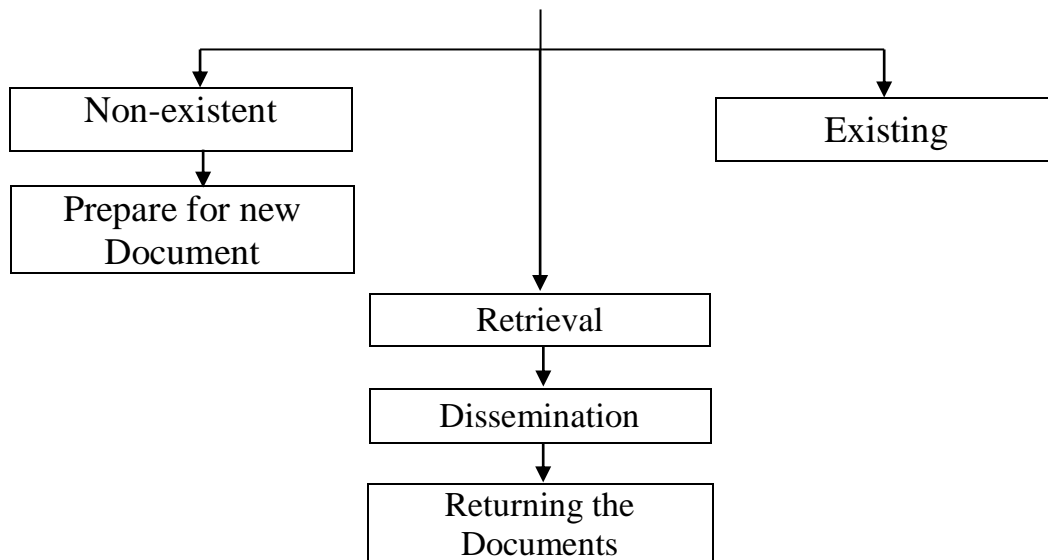 Non-existent
Existing
Prepare for new
Document
Retrieval
Dissemination
Returning the
Documents